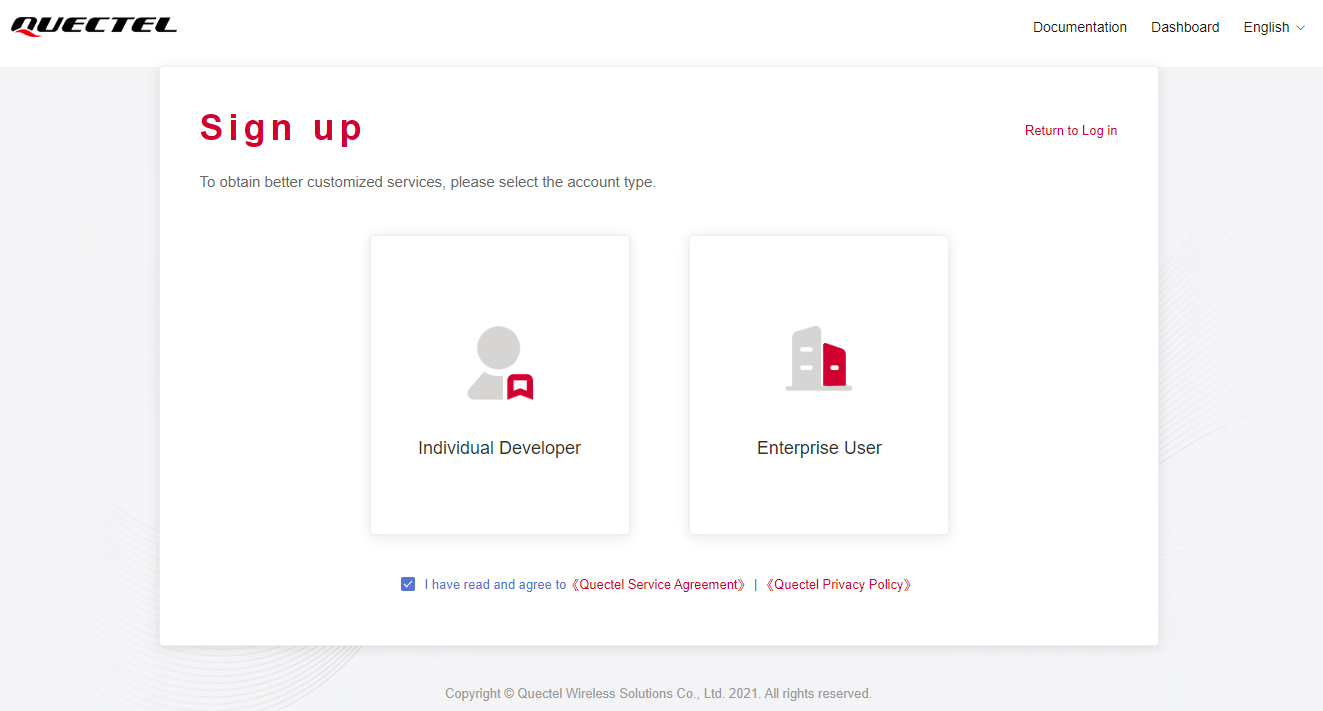 QUECTEL
Documentation Dashboard English
Sign up
Return to Log in
To obtain better customized services, please select the account type.
Individual Developer
Enterprise User
I have read and agree to《Quectel Service Agreement》 | 《Quectel Privacy Policy》
Copyright © Quectel Wireless Solutions Co., Ltd. 2021. All rights reserved.